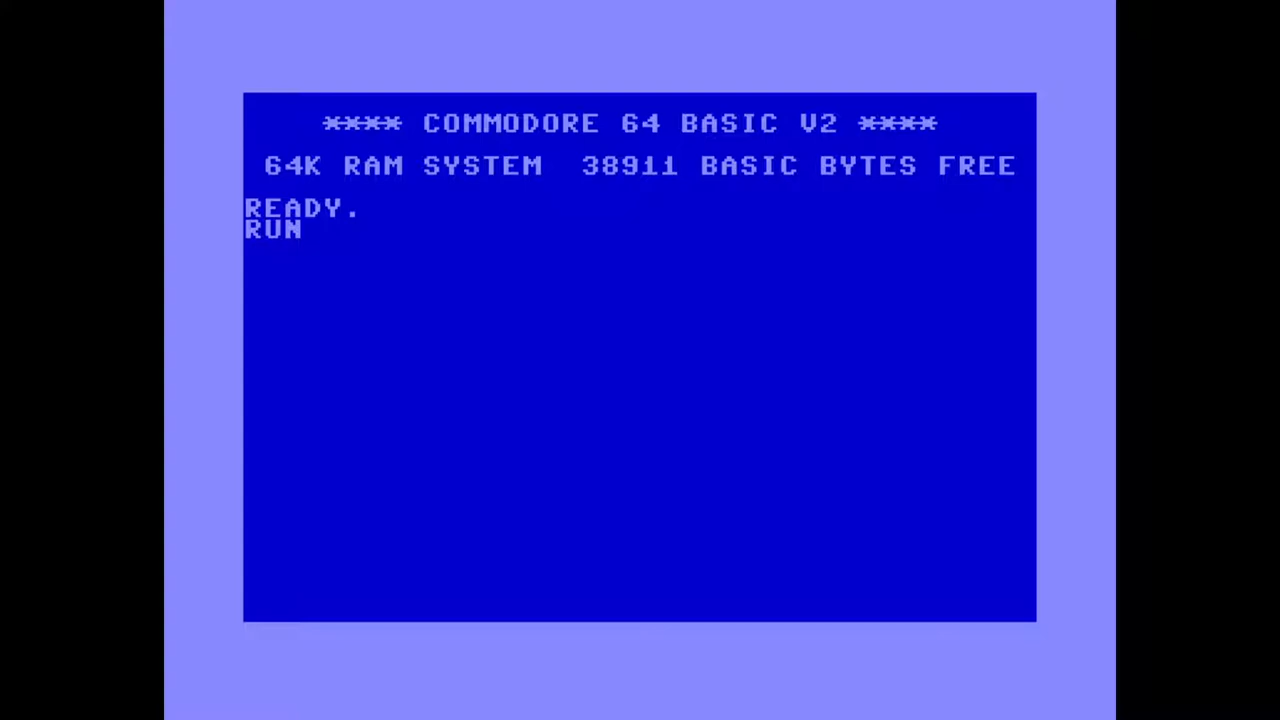 **** COMMODORE 64 BASIC V2 ****
64K RAM SYSTEM  38911 BASIC BYTES FREE
READY.
RUN